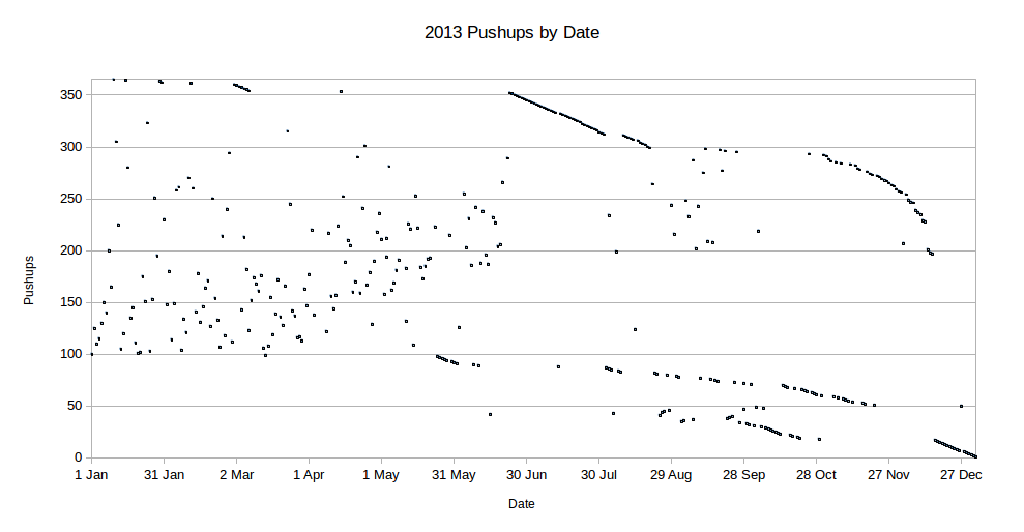 2013 Pushups by Date
350
300
250
200
150
100
50
0
Pushups
1 Jan
31 Jan
2 Mar
1 Apr
1 May
31 May
30 Jun
30 Jul
29 Aug
28 Sep
28 Oct
27 Nov
27 Dec
Date